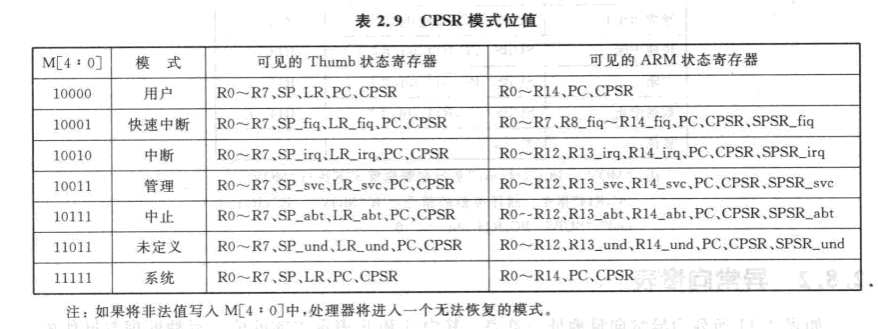 表 2.9 CPSR 模式位值
M[4:0] 模 式 可见的 Thumb 状态寄存器 可见的 ARM 状态寄存器
10000 用户 R0～R7、SP、LR、PC、CPSR R0～R14、PC、CPSR
10001 快速中断 R0～R7、SP_fiq、LR_fiq、PC、CPSR R0～R7、R8_fiq～R14_fiq、PC、CPSR、SPSR_fiq
10010 中断 R0～R7、SP_irq、LR_irq、PC、CPSR R0～R12、R13_irq、R14_irq、PC、CPSR、SPSR_irq
10011 管理 R0～R7、SP_svc、LR_svc、PC、CPSR R0～R12、R13_svc、R14_svc、PC、CPSR、SPSR_svc
10111 中止 R0～R7、SP_abt、LR_abt、PC、CPSR R0～R12、R13_abt、R14_abt、PC、CPSR、SPSR_abt
11011 未定义 R0～R7、SP_und、LR_und、PC、CPSR R0～R12、R13_und、R14_und、PC、CPSR、SPSR_und
11111 系统 R0～R7、SP、LR、PC、CPSR R0～R14、PC、CPSR
注：如果将非法值写入 M[4:0]中，处理器将进入一个无法恢复的模式。